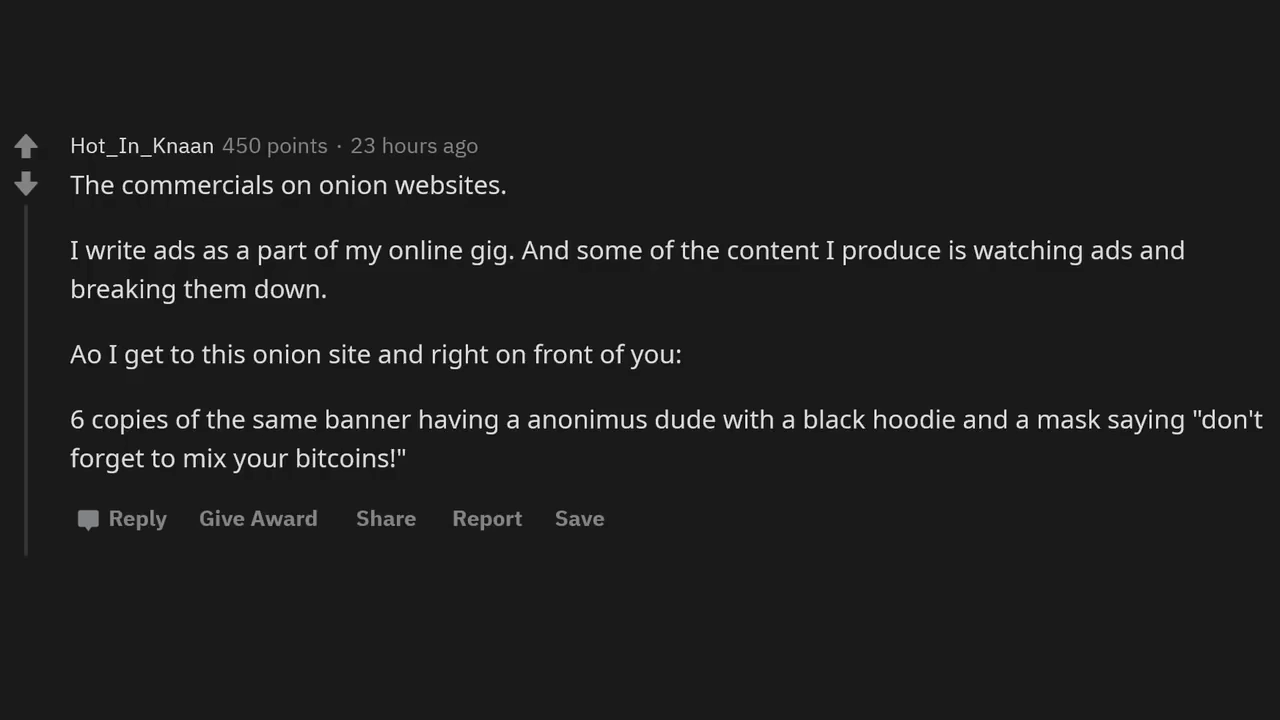 Hot_In_Knaan 450 points · 23 hours ago
The commercials on onion websites.
I write ads as a part of my online gig. And some of the content I produce is watching ads and
breaking them down.
Ao I get to this onion site and right on front of you:
6 copies of the same banner having a anonimus dude with a black hoodie and a mask saying "don't
forget to mix your bitcoins!"
Reply Give Award Share Report Save